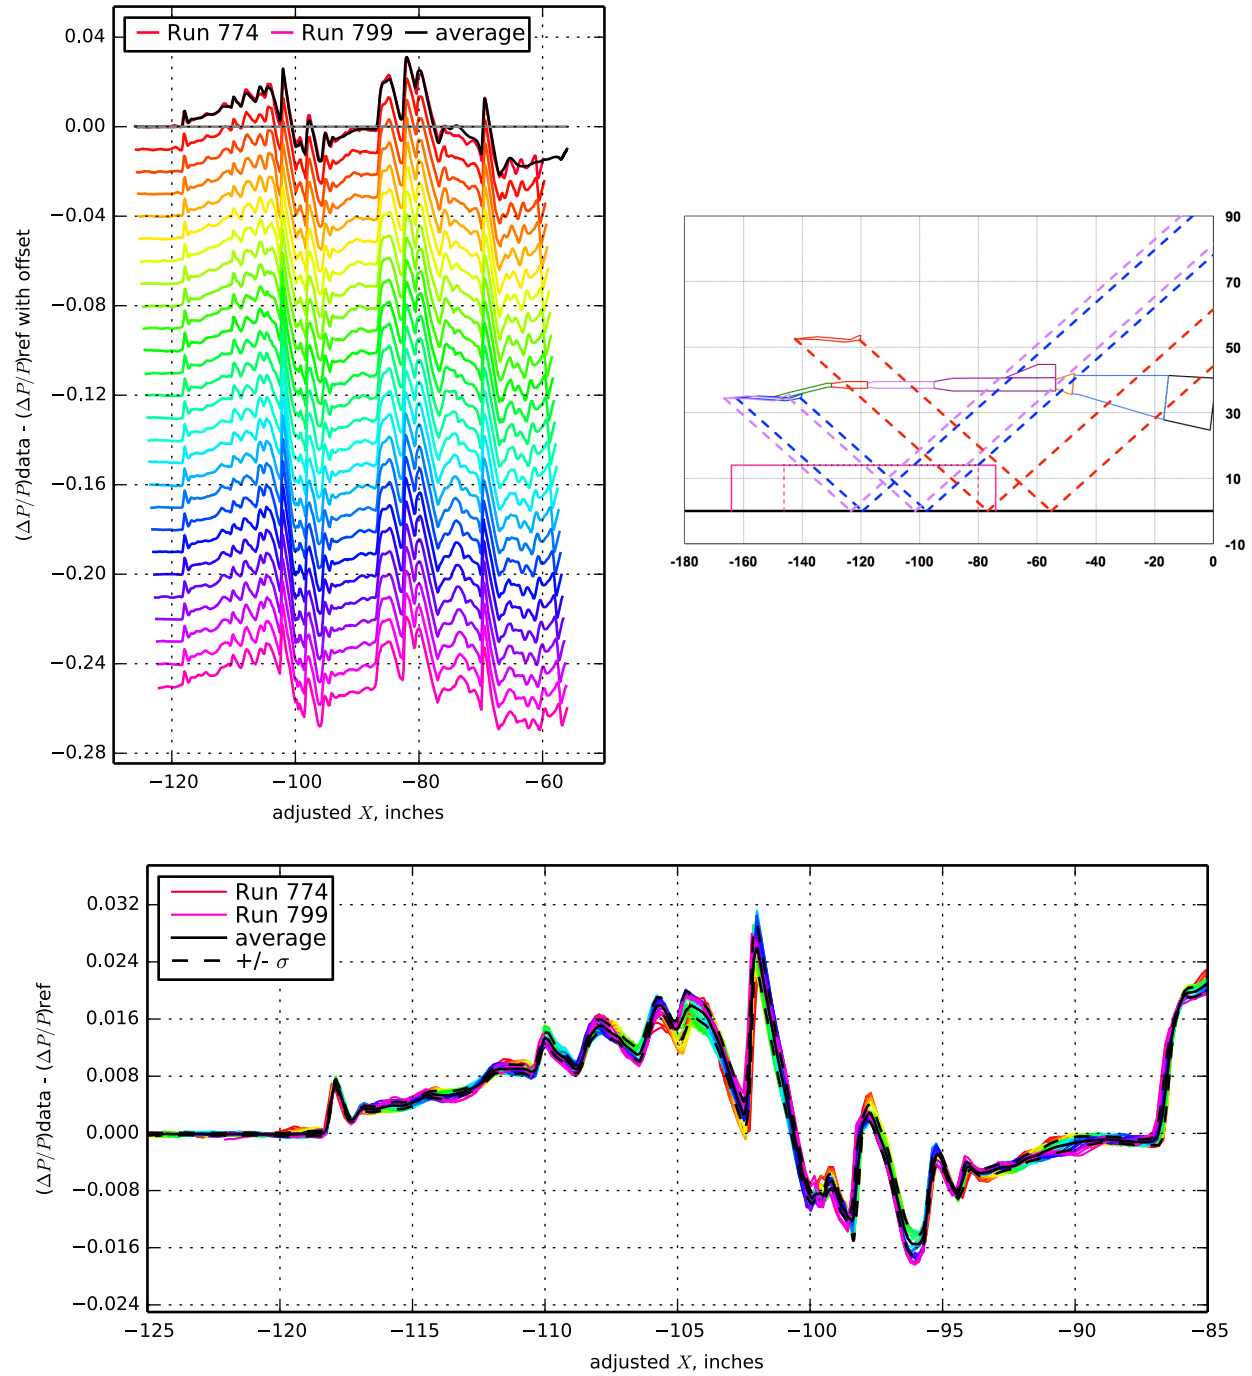 Run 774 Run 799 average
0.04
0.00
−0.04
−0.08
−0.12
−0.16
−0.20
−0.24
−0.28
(ΔP/P)data - (ΔP/P)ref with offset
−120 −100 −80 −60
adjusted X, inches
90
70
50
30
10
-10
-180 -160 -140 -120 -100 -80 -60 -40 -20 0
Run 774
Run 799
average
+/- σ
0.032
0.024
0.016
0.008
0.000
−0.008
−0.016
−0.024
(ΔP/P)data - (ΔP/P)ref
−125 −120 −115 −110 −105 −100 −95 −90 −85
adjusted X, inches